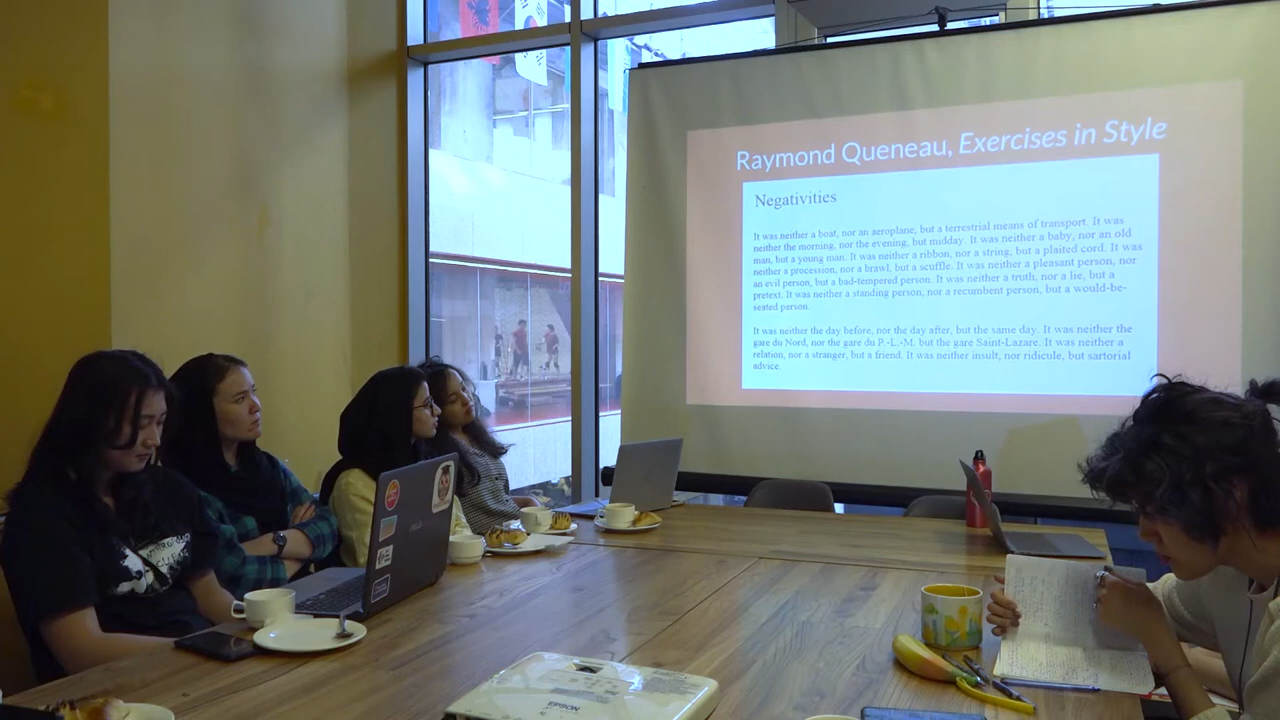 Raymond Queneau, Exercises in Style
Negativities
It was neither a boat, nor an aeroplane, but a terrestrial means of transport. It was
neither the morning, nor the evening, but midday. It was neither a baby, nor an old
man, but a young man. It was neither a ribbon, nor a string, but a plaited cord. It was
neither a procession, nor a brawl, but a scuffle. It was neither a pleasant person, nor
an evil person, but a bad-tempered person. It was neither a truth, nor a lie, but a
pretext. It was neither a standing person, nor a recumbent person, but a would-be-
seated person.
It was neither the day before, nor the day after, but the same day. It was neither the
gare du Nord, nor the gare du P.-L.-M. but the gare Saint-Lazare. It was neither a
relation, nor a stranger, but a friend. It was neither insult, nor ridicule, but sartorial
advice.
EPSON